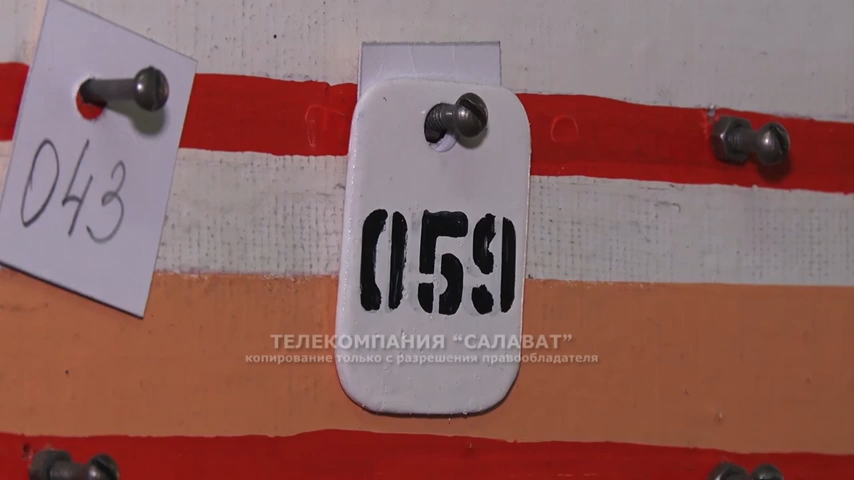 043
059
ТЕЛЕКОМПАНИЯ "САЛАВАТ"
копирование только с разрешения правообладателя